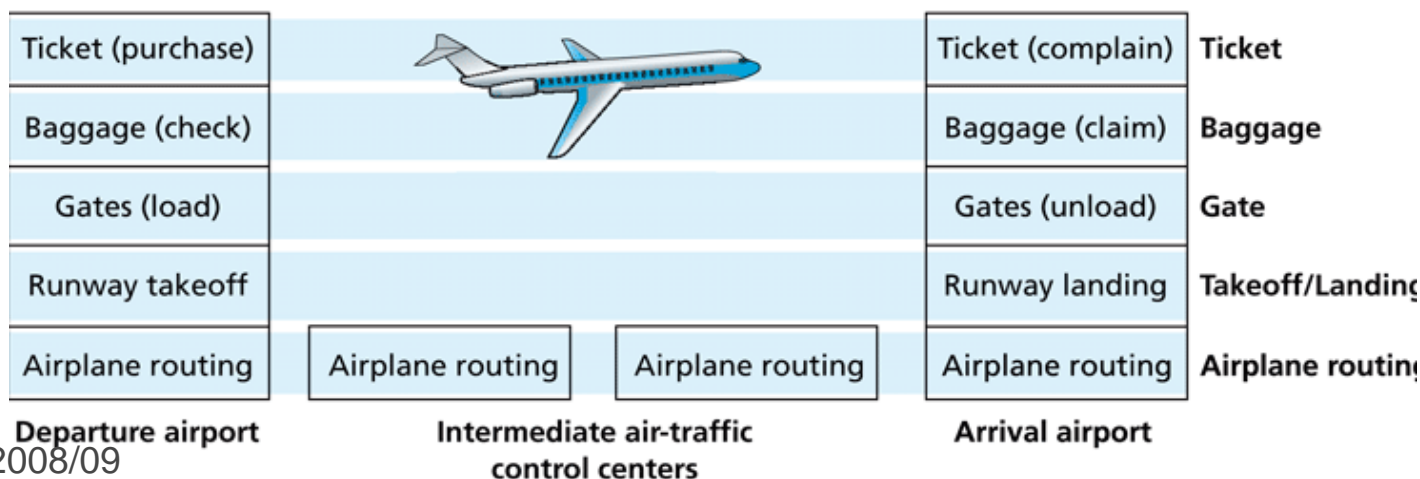 Ticket (purchase) Ticket (complain) Ticket
Baggage (check) Baggage (claim) Baggage
Gates (load) Gates (unload) Gate
Runway takeoff Runway landing Takeoff/Landing
Airplane routing Airplane routing Airplane routing Airplane routing Airplane routing
Departure airport Intermediate air-traffic Arrival airport
2008/09 control centers